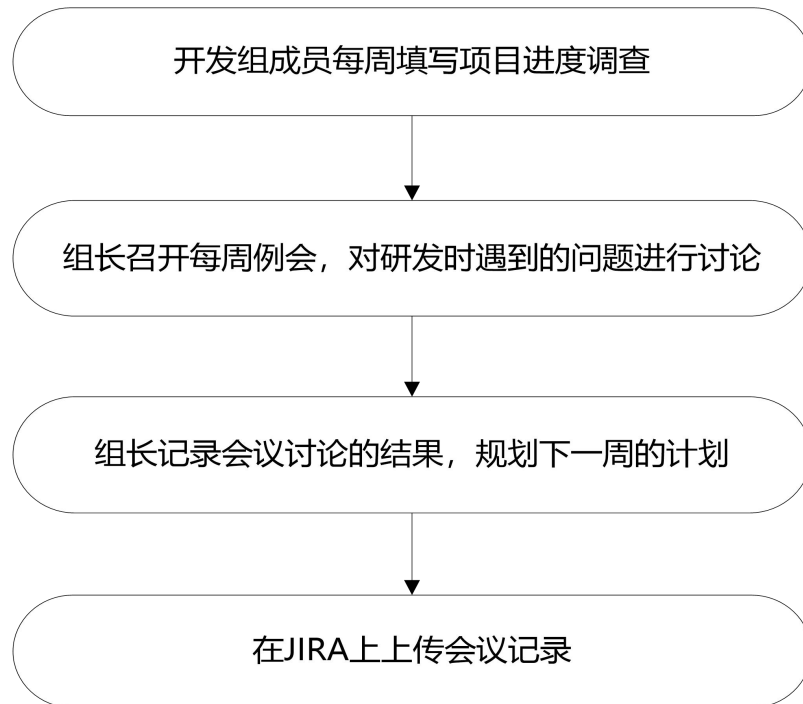 开发组成员每周填写项目进度调查
组长召开每周例会，对研发时遇到的问题进行讨论
组长记录会议讨论的结果，规划下一周的计划
在JIRA上上传会议记录